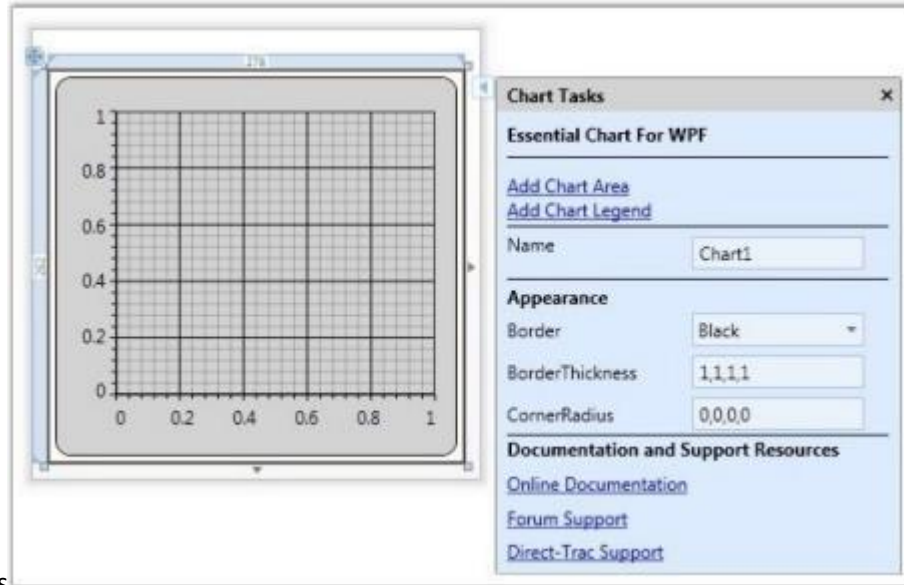 276
1
0.8
0.6
0.4
0.2
0
0 0.2 0.4 0.6 0.8 1
Chart Tasks
Essential Chart For WPF
Add Chart Area
Add Chart Legend
Name Chart1
Appearance
Border Black
BorderThickness 1,1,1,1
CornerRadius 0,0,0,0
Documentation and Support Resources
Online Documentation
Forum Support
Direct-Trac Support
s